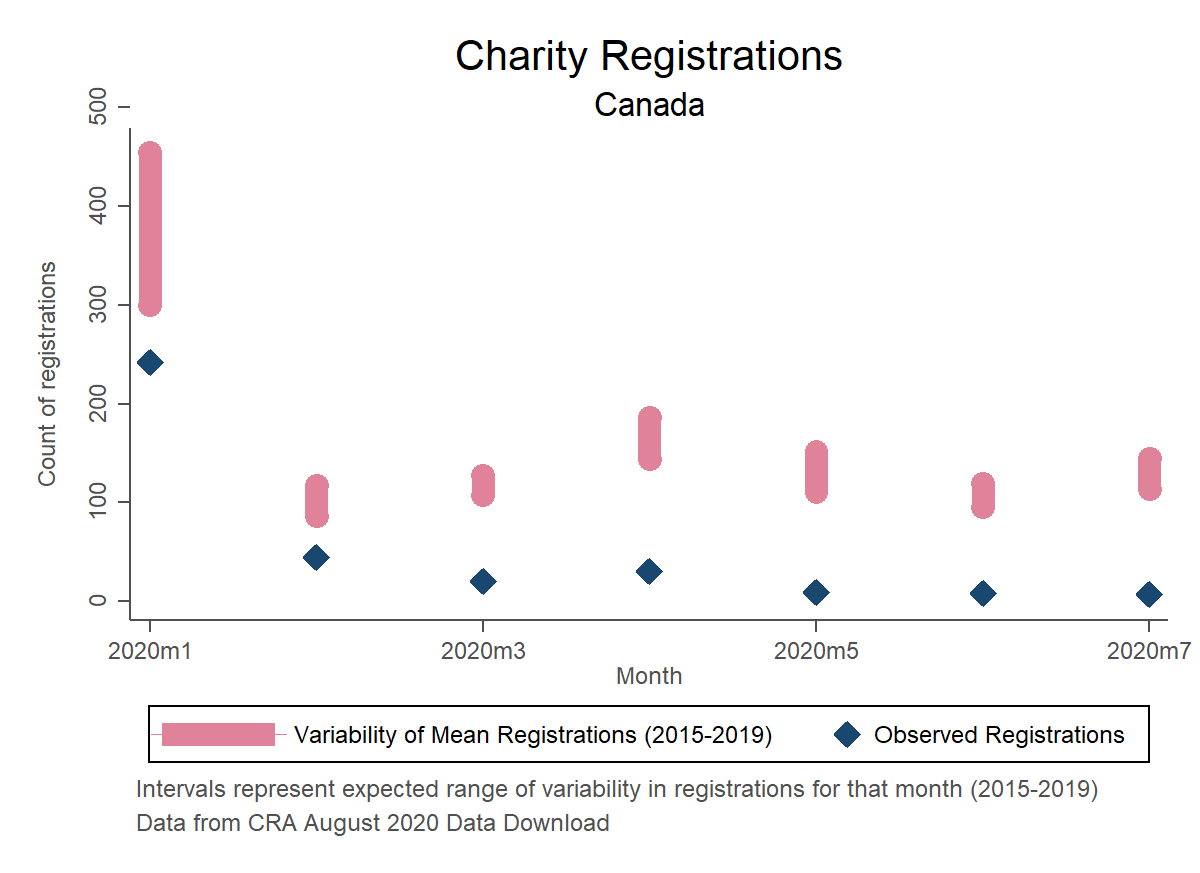 Charity Registrations
Canada
Count of registrations
500
400
300
200
100
0
2020m1
2020m3
2020m5
2020m7
Month
Variability of Mean Registrations (2015-2019)
Observed Registrations
Intervals represent expected range of variability in registrations for that month (2015-2019)
Data from CRA August 2020 Data Download